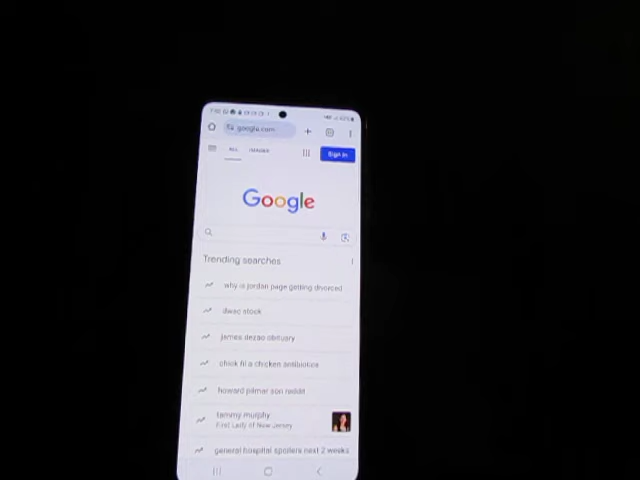 google.com
ALL IMAGES
Sign in
Google
Trending searches
why is jordan page getting divorced
dwac stock
james dezao obituary
chick fil a chicken antibiotics
howard pilmar son reddit
tammy murphy
First Lady of New Jersey
general hospital spoilers next 2 weeks